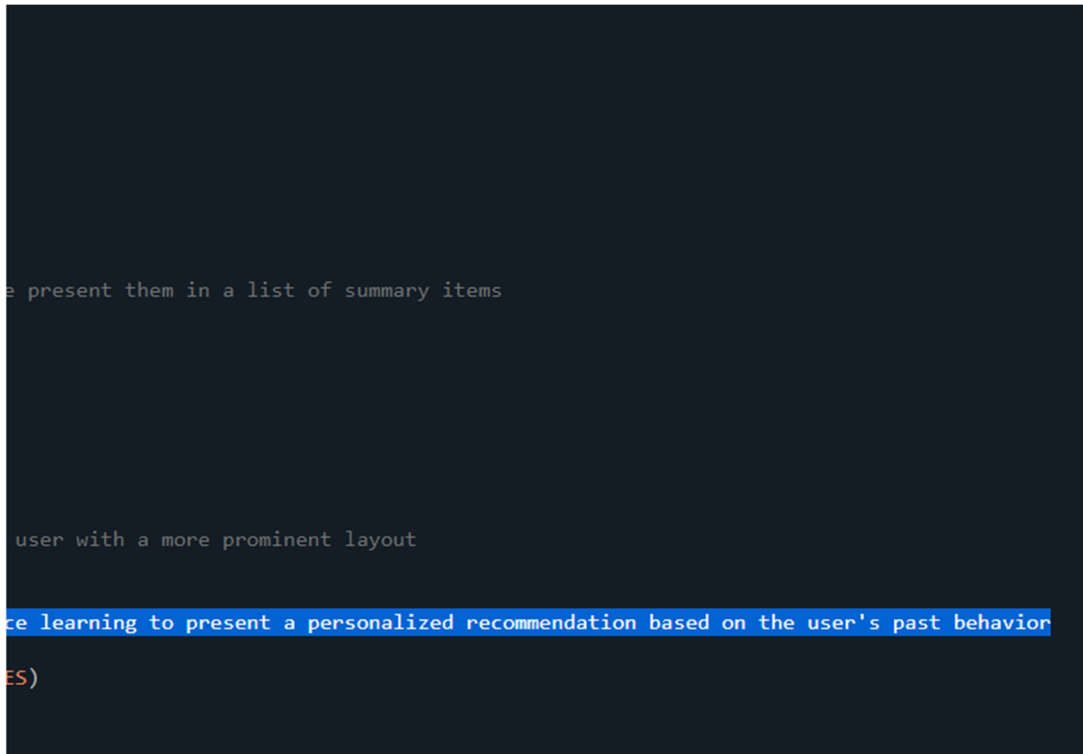 e present them in a list of summary items
user with a more prominent layout
ce learning to present a personalized recommendation based on the user's past behavior
ES)